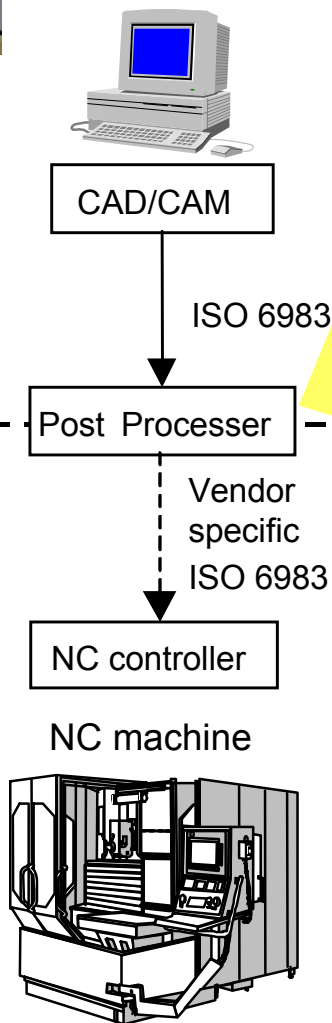 CAD/CAM
ISO 6983
Post Processer
Vendor
specific
ISO 6983
NC controller
NC machine